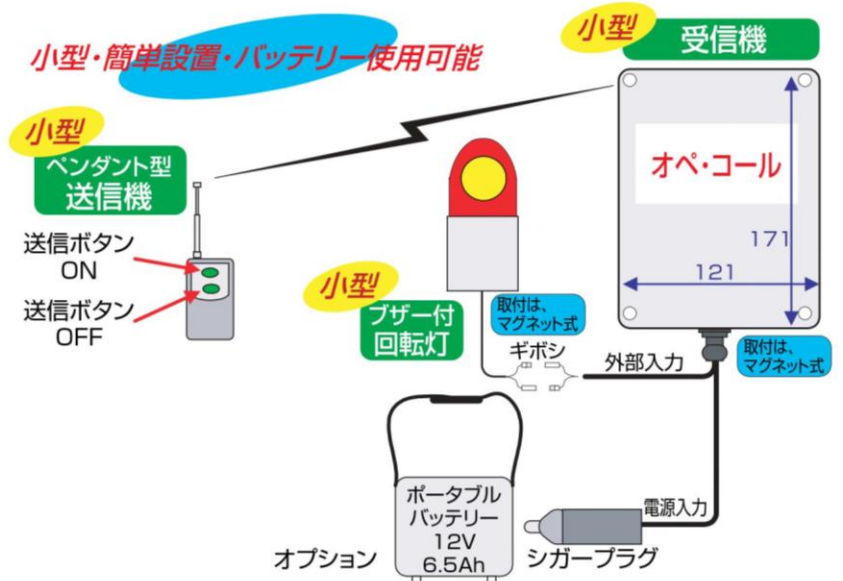 小型・簡単設置・バッテリー使用可能
小型
受信機
小型
ペンダント型
送信機
オペ・コール
送信ボタン
ON
171
121
送信ボタン
OFF
小型
ブザー付
回転灯
取付は、
マグネット式
ギボシ
外部入力
取付は、
マグネット式
ポータブル
バッテリー
12V
6.5Ah
オプション
シガープラグ
電源入力